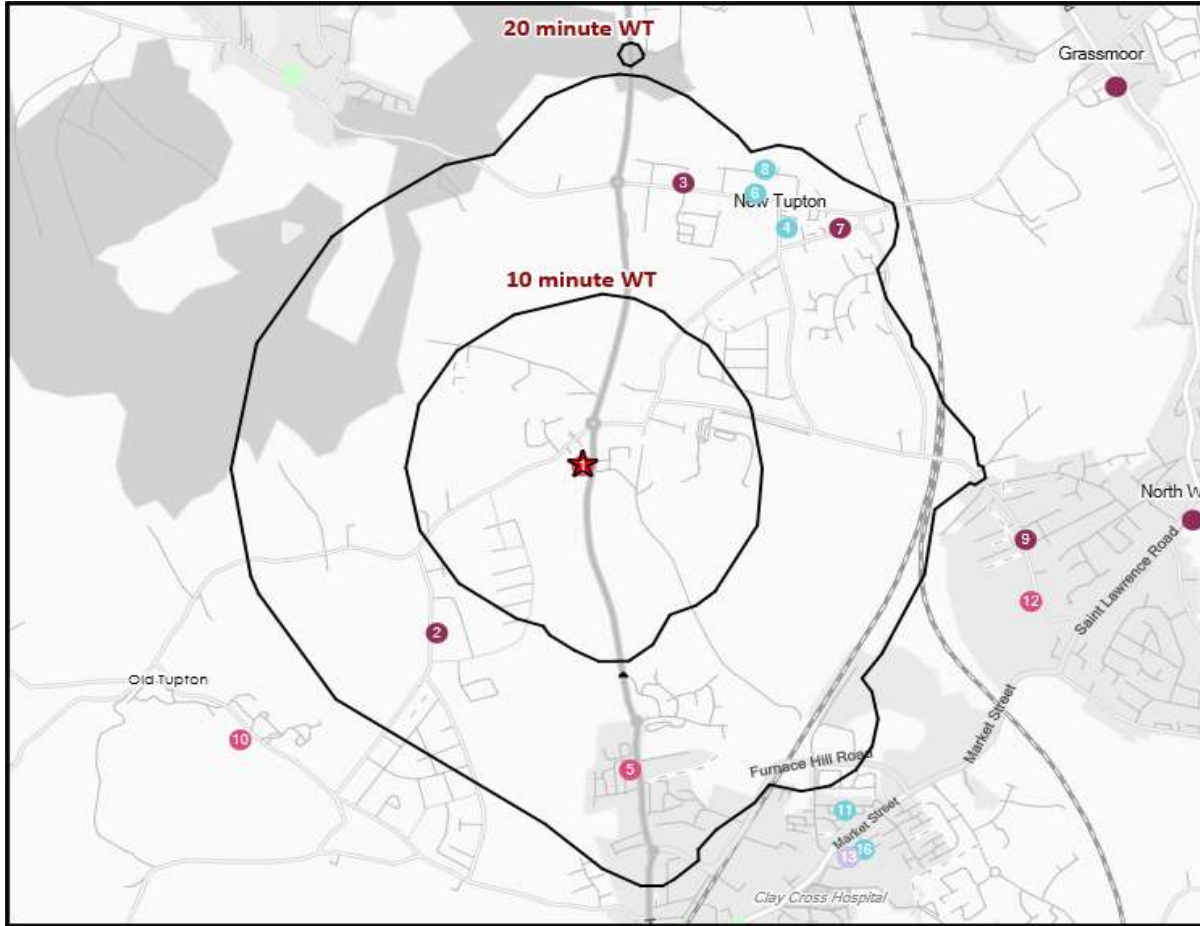 20 minute WT
Grassmoor
3
8
6
New Tupton
4
7
10 minute WT
1
North W
9
12
Saint Lawrence Road
2
Old Tupton
10
5
Market Street
Furnace Hill Road
11
Market Street
13
16
Clay Cross Hospital